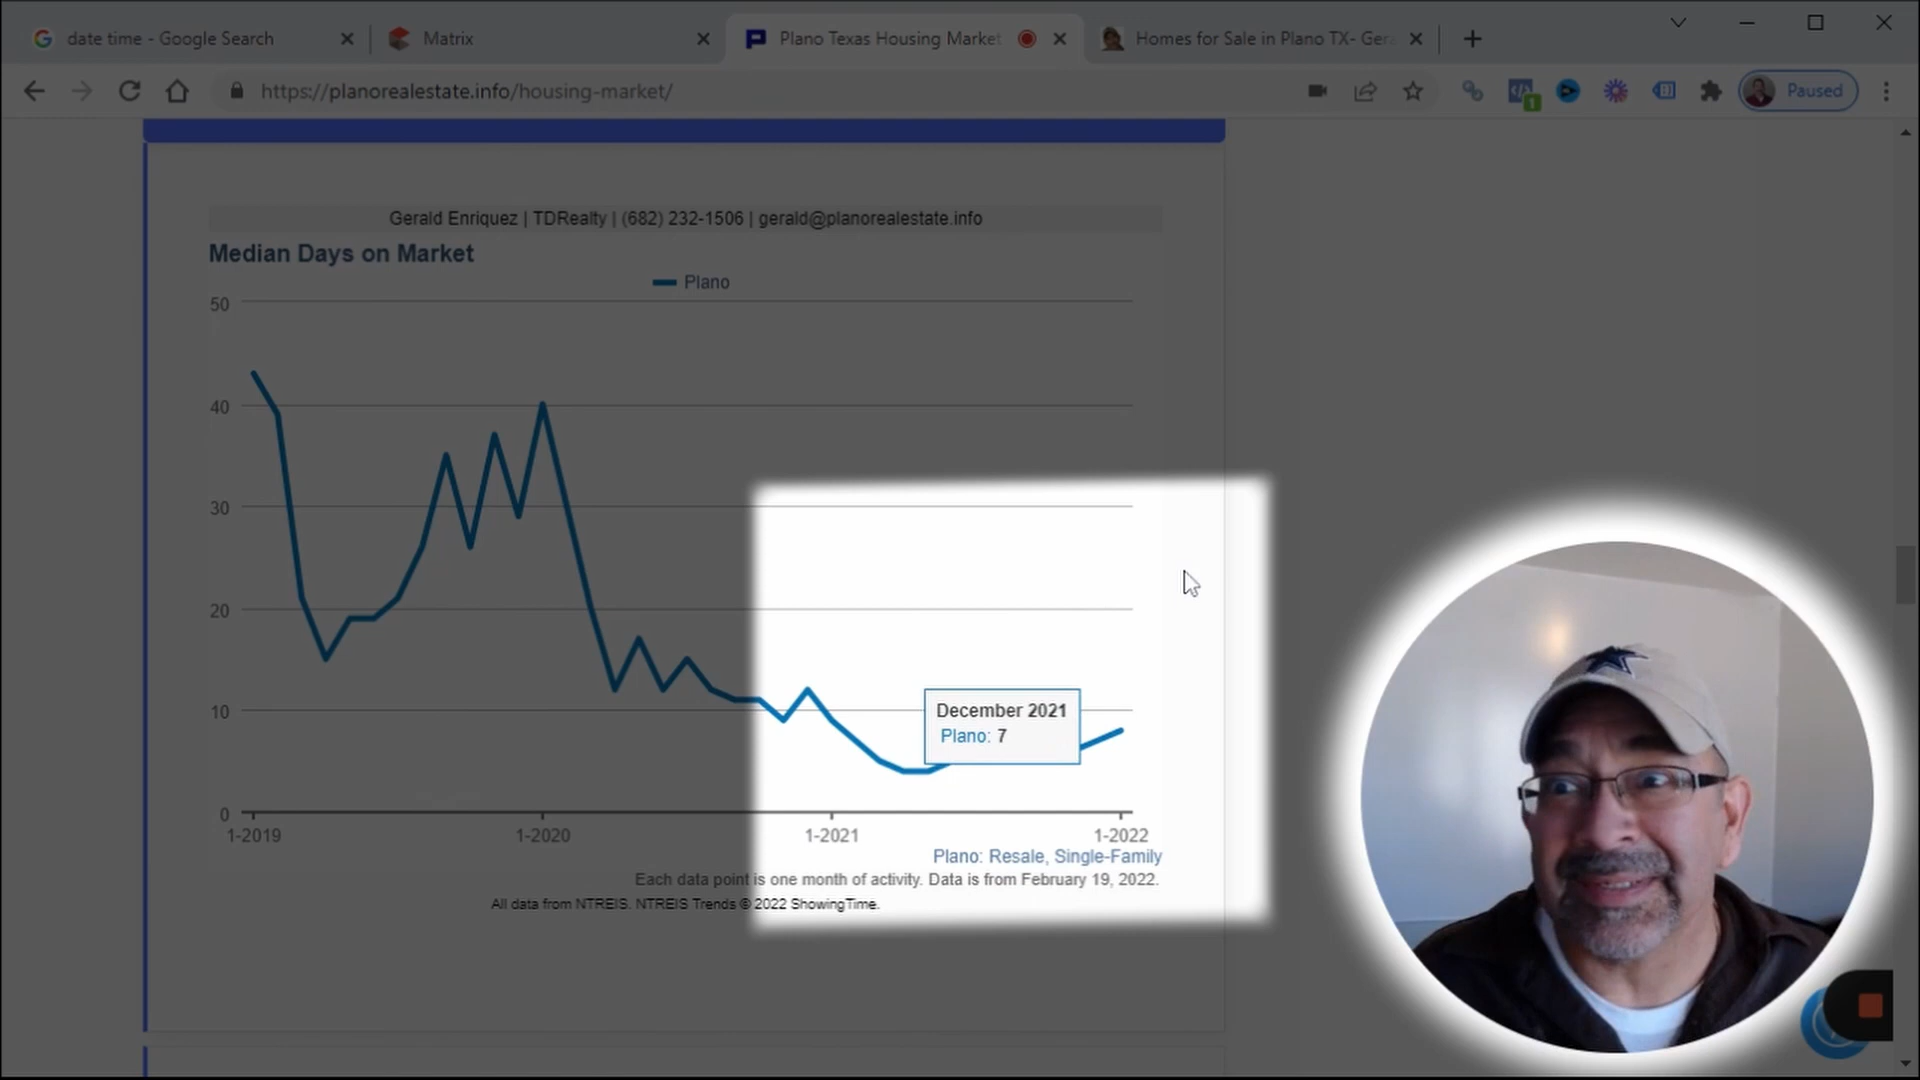 date time - Google Search
Matrix
Plano Texas Housing Market
Homes for Sale in Plano TX- Ger
https://planorealestate.info/housing-market/
1
Paused
Gerald Enriquez | TDRealty | (682) 232-1506 | gerald@planorealestate.info
Median Days on Market
Plano
50
40
30
20
10
0
December 2021
Plano: 7
1-2019
1-2020
1-2021
1-2022
Plano: Resale, Single-Family
Each data point is one month of activity. Data is from February 19, 2022.
All data from NTREIS. NTREIS Trends © 2022 ShowingTime.